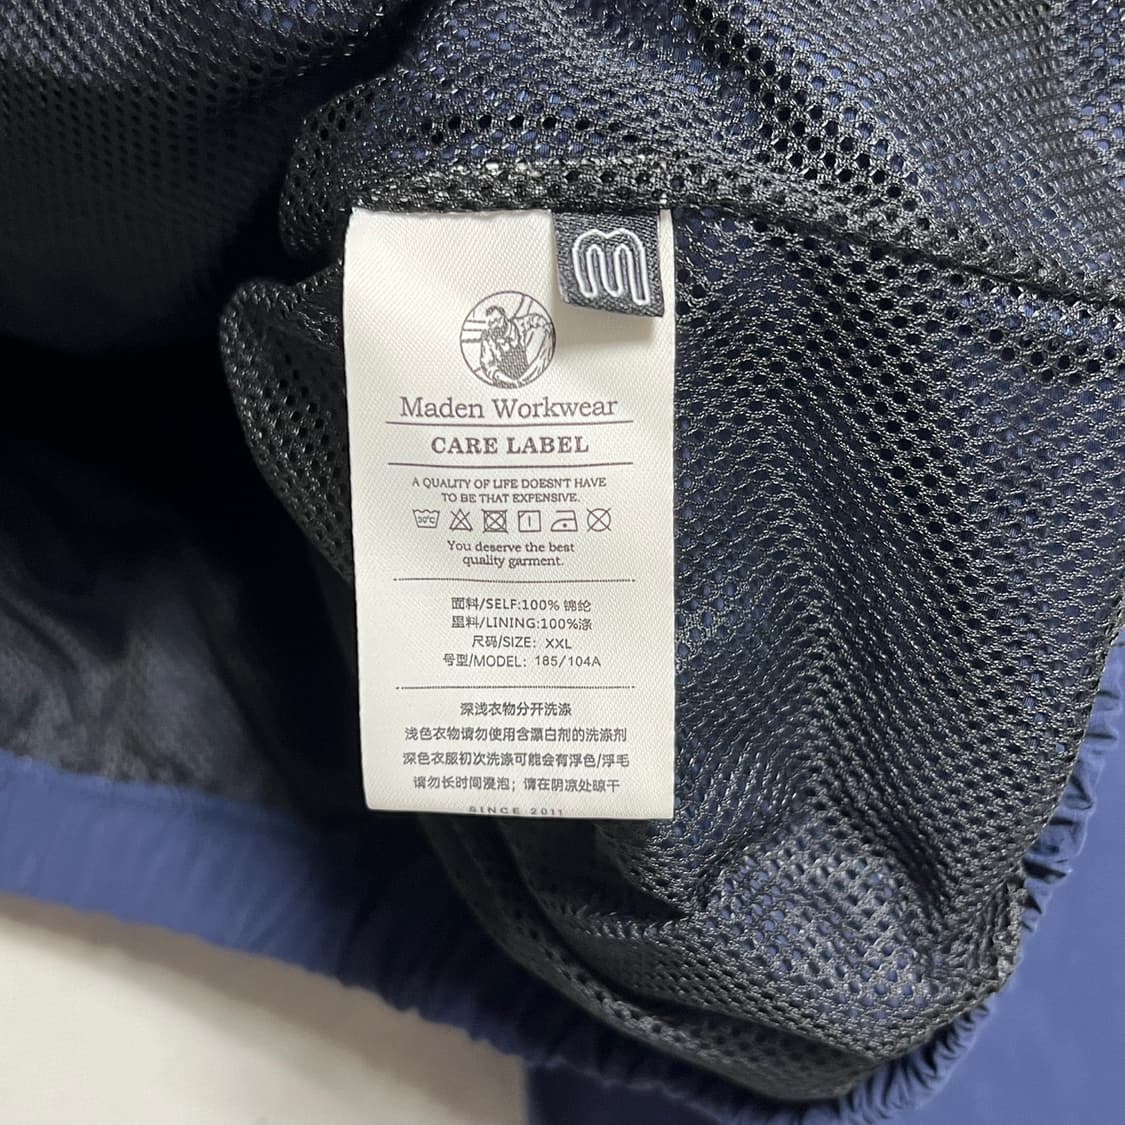 m
Maden Workwear
CARE LABEL
A QUALITY OF LIFE DOESN'T HAVE
TO BE THAT EXPENSIVE.
30°C
You deserve the best
quality garment.
面料/SELF:100% 锦纶
里料/LINING:100%涤
尺码/SIZE: XXL
号型/MODEL: 185/104A
深浅衣物分开洗涤
浅色衣物请勿使用含漂白剂的洗涤剂
深色衣服初次洗涤可能会有浮色/浮毛
请勿长时间浸泡；请在阴凉处晾干
SINCE 2011